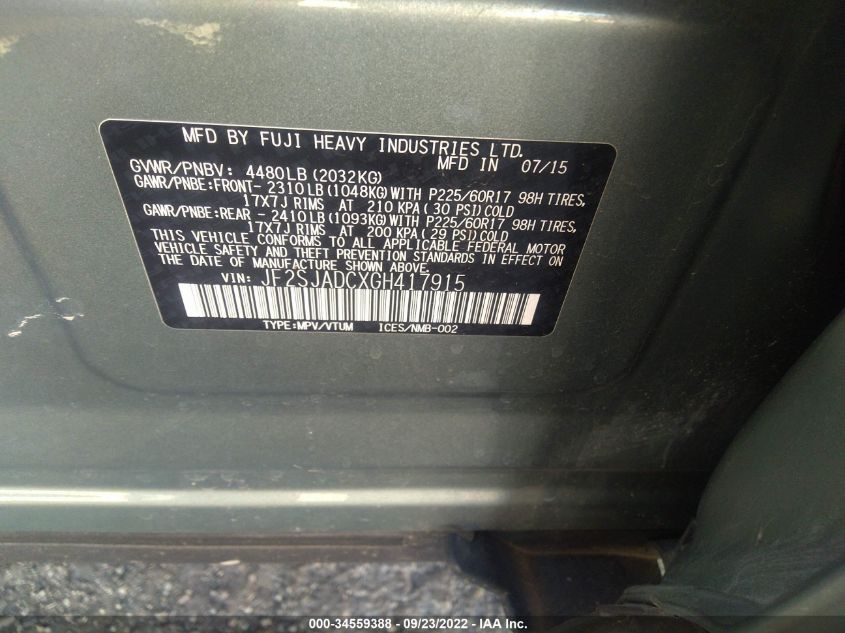 MFD BY FUJI HEAVY INDUSTRIES LTD.
MFD IN 07/15
GVWR/PNBV: 4480LB (2032KG)
GAWR/PNBE:FRONT- 2310LB(1048KG)WITH P225/60R17 98H TIRES,
17X7J RIMS AT 210 KPA( 30 PSI)COLD
GAWR/PNBE:REAR - 2410LB(1093KG)WITH P225/60R17 98H TIRES,
17X7J RIMS AT 200 KPA(29 PSI)COLD
THIS VEHICLE CONFORMS TO ALL APPLICABLE FEDERAL MOTOR
VEHICLE SAFETY AND THEFT PREVENTION STANDARDS IN EFFECT ON
THE DATE OF MANUFACTURE SHOWN ABOVE.
VIN: JF2SJADCXGH417915
TYPE:MPV/VTUM ICES/NMB-002
000-34559388 - 09/23/2022 - IAA Inc.